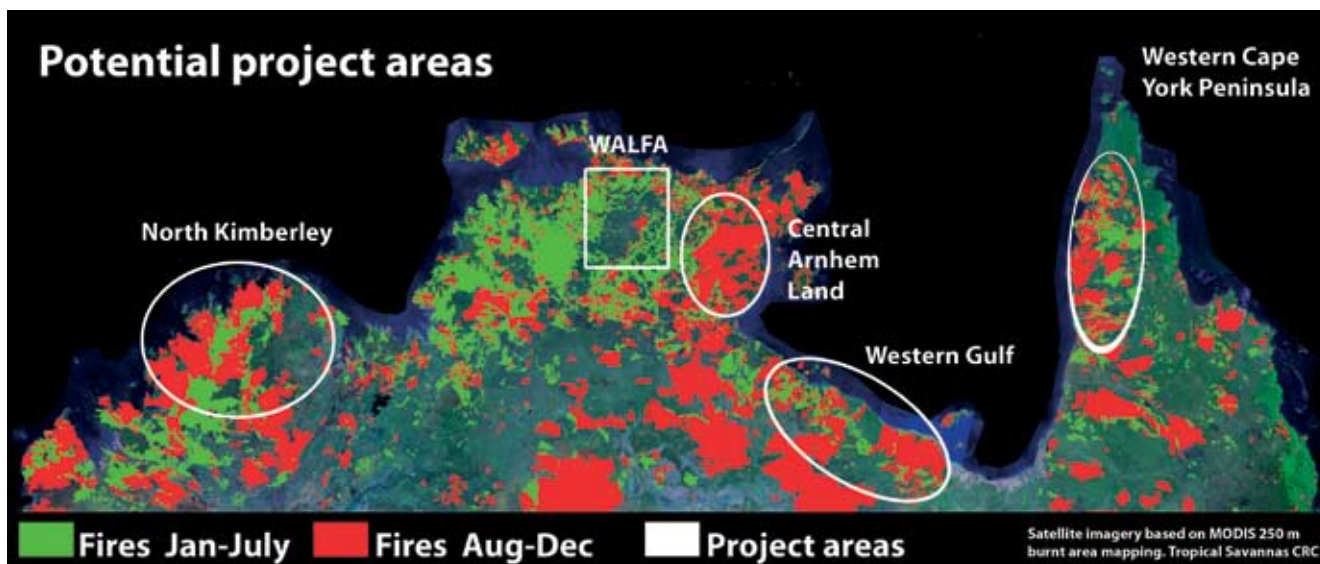 Potential project areas
Western Cape
York Peninsula
WALFA
North Kimberley
Central
Arnhem
Land
Western Gulf
Fires Jan-July
Fires Aug-Dec
Project areas
Satellite imagery based on MODIS 250 m
burnt area mapping. Tropical Savannas CRC